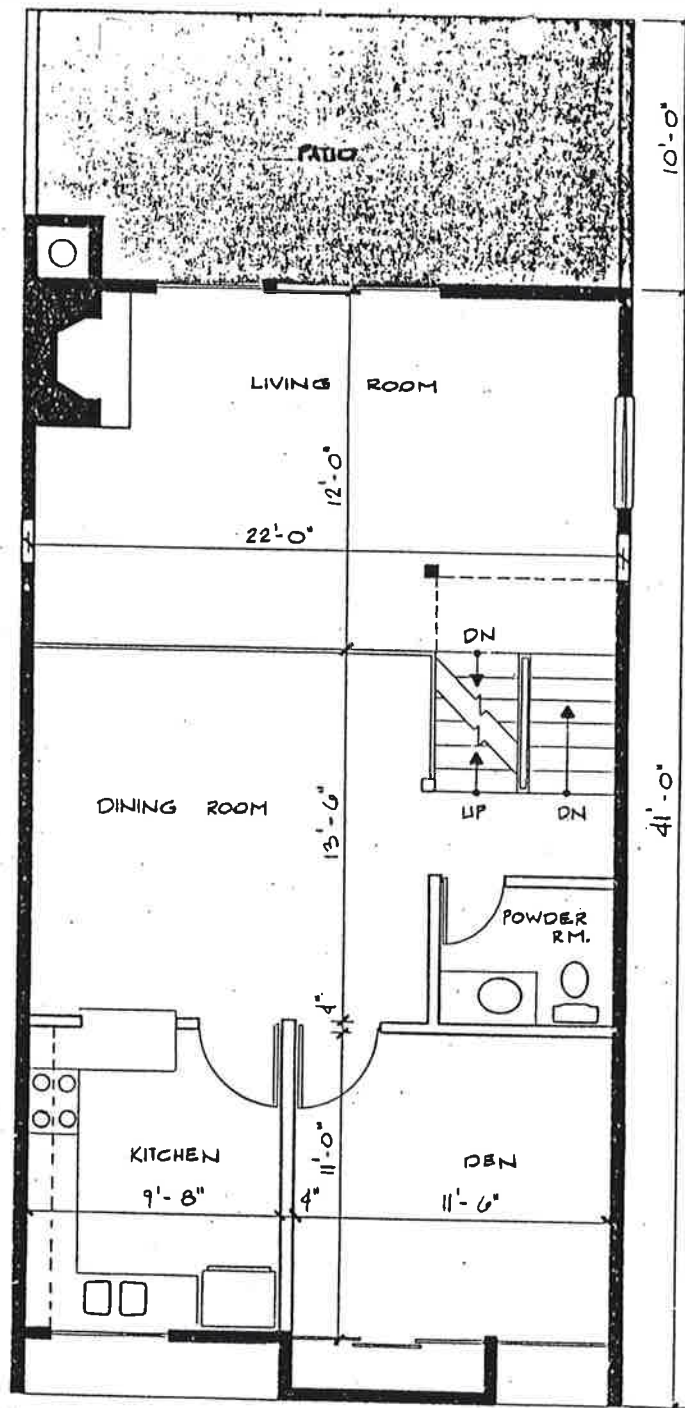 PATIO
10'-0"
LIVING ROOM
12'-0"
22'-0"
DN
DINING ROOM
13'-6"
UP
DN
41'-0"
POWDER
RM.
4"
KITCHEN
11'-0"
DEN
9'-8"
4"
11'-6"